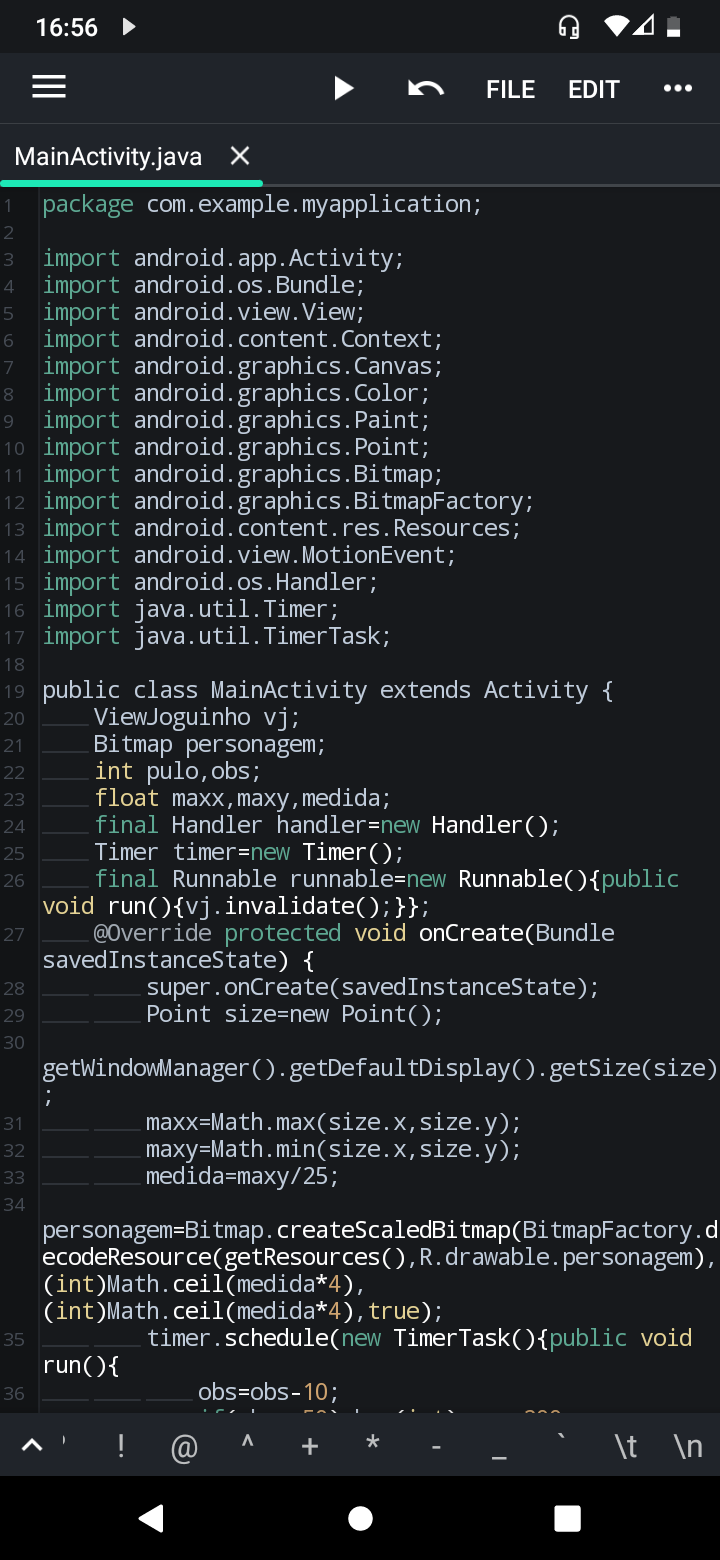 16:56
FILE EDIT
MainActivity.java
1 package com.example.myapplication;
2
3 import android.app.Activity;
4 import android.os.Bundle;
5 import android.view.View;
6 import android.content.Context;
7 import android.graphics.Canvas;
8 import android.graphics.Color;
9 import android.graphics.Paint;
10 import android.graphics.Point;
11 import android.graphics.Bitmap;
12 import android.graphics.BitmapFactory;
13 import android.content.res.Resources;
14 import android.view.MotionEvent;
15 import android.os.Handler;
16 import java.util.Timer;
17 import java.util.TimerTask;
18
19 public class MainActivity extends Activity {
20 ViewJoguinho vj;
21 Bitmap personagem;
22 int pulo,obs;
23 float maxx,maxy,medida;
24 final Handler handler=new Handler();
25 Timer timer=new Timer();
26 final Runnable runnable=new Runnable(){public
void run(){vj.invalidate();}};
27 @Override protected void onCreate(Bundle
savedInstanceState) {
28 super.onCreate(savedInstanceState);
29 Point size=new Point();
30
getWindowManager().getDefaultDisplay().getSize(size)
;
31 maxx=Math.max(size.x,size.y);
32 maxy=Math.min(size.x,size.y);
33 medida=maxy/25;
34
personagem=Bitmap.createScaledBitmap(BitmapFactory.d
ecodeResource(getResources(),R.drawable.personagem),
(int)Math.ceil(medida*4),
(int)Math.ceil(medida*4),true);
35 timer.schedule(new TimerTask(){public void
run(){
36 obs=obs-10;
! @ ^ + * - _ ` \t \n